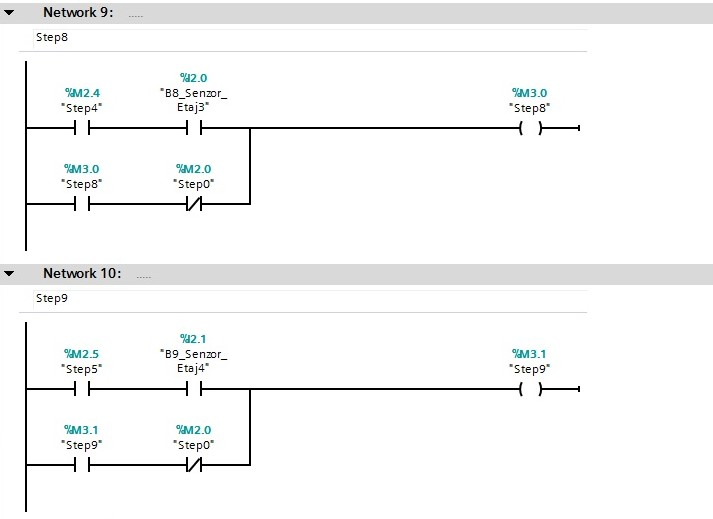 Network 9: .....
Step8
%I2.0
%M2.4 "B8_Senzor_ %M3.0
"Step4" Etaj3" "Step8"
%M3.0 %M2.0
"Step8" "Step0"
Network 10: .....
Step9
%I2.1
%M2.5 "B9_Senzor_ %M3.1
"Step5" Etaj4" "Step9"
%M3.1 %M2.0
"Step9" "Step0"